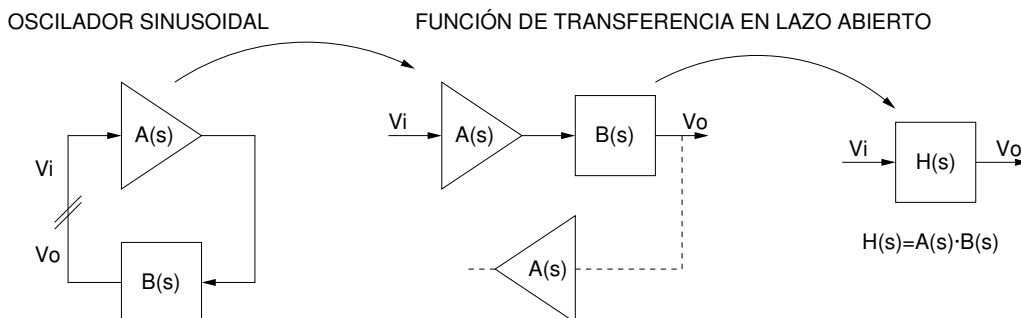 OSCILADOR SINUSOIDAL
FUNCIÓN DE TRANSFERENCIA EN LAZO ABIERTO
A(s)
Vi
Vo
B(s)
Vi
A(s)
B(s)
Vo
A(s)
Vi
H(s)
Vo
H(s)=A(s)·B(s)